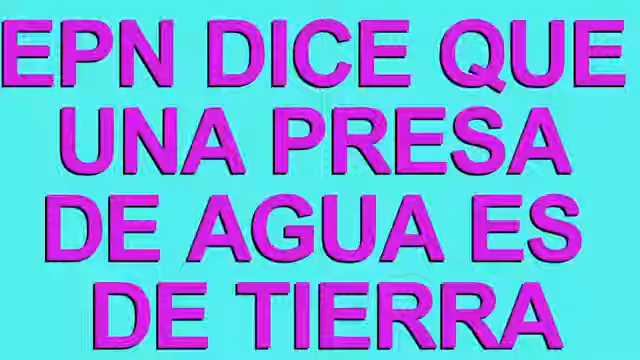 EPN DICE QUE
UNA PRESA
DE AGUA ES
DE TIERRA